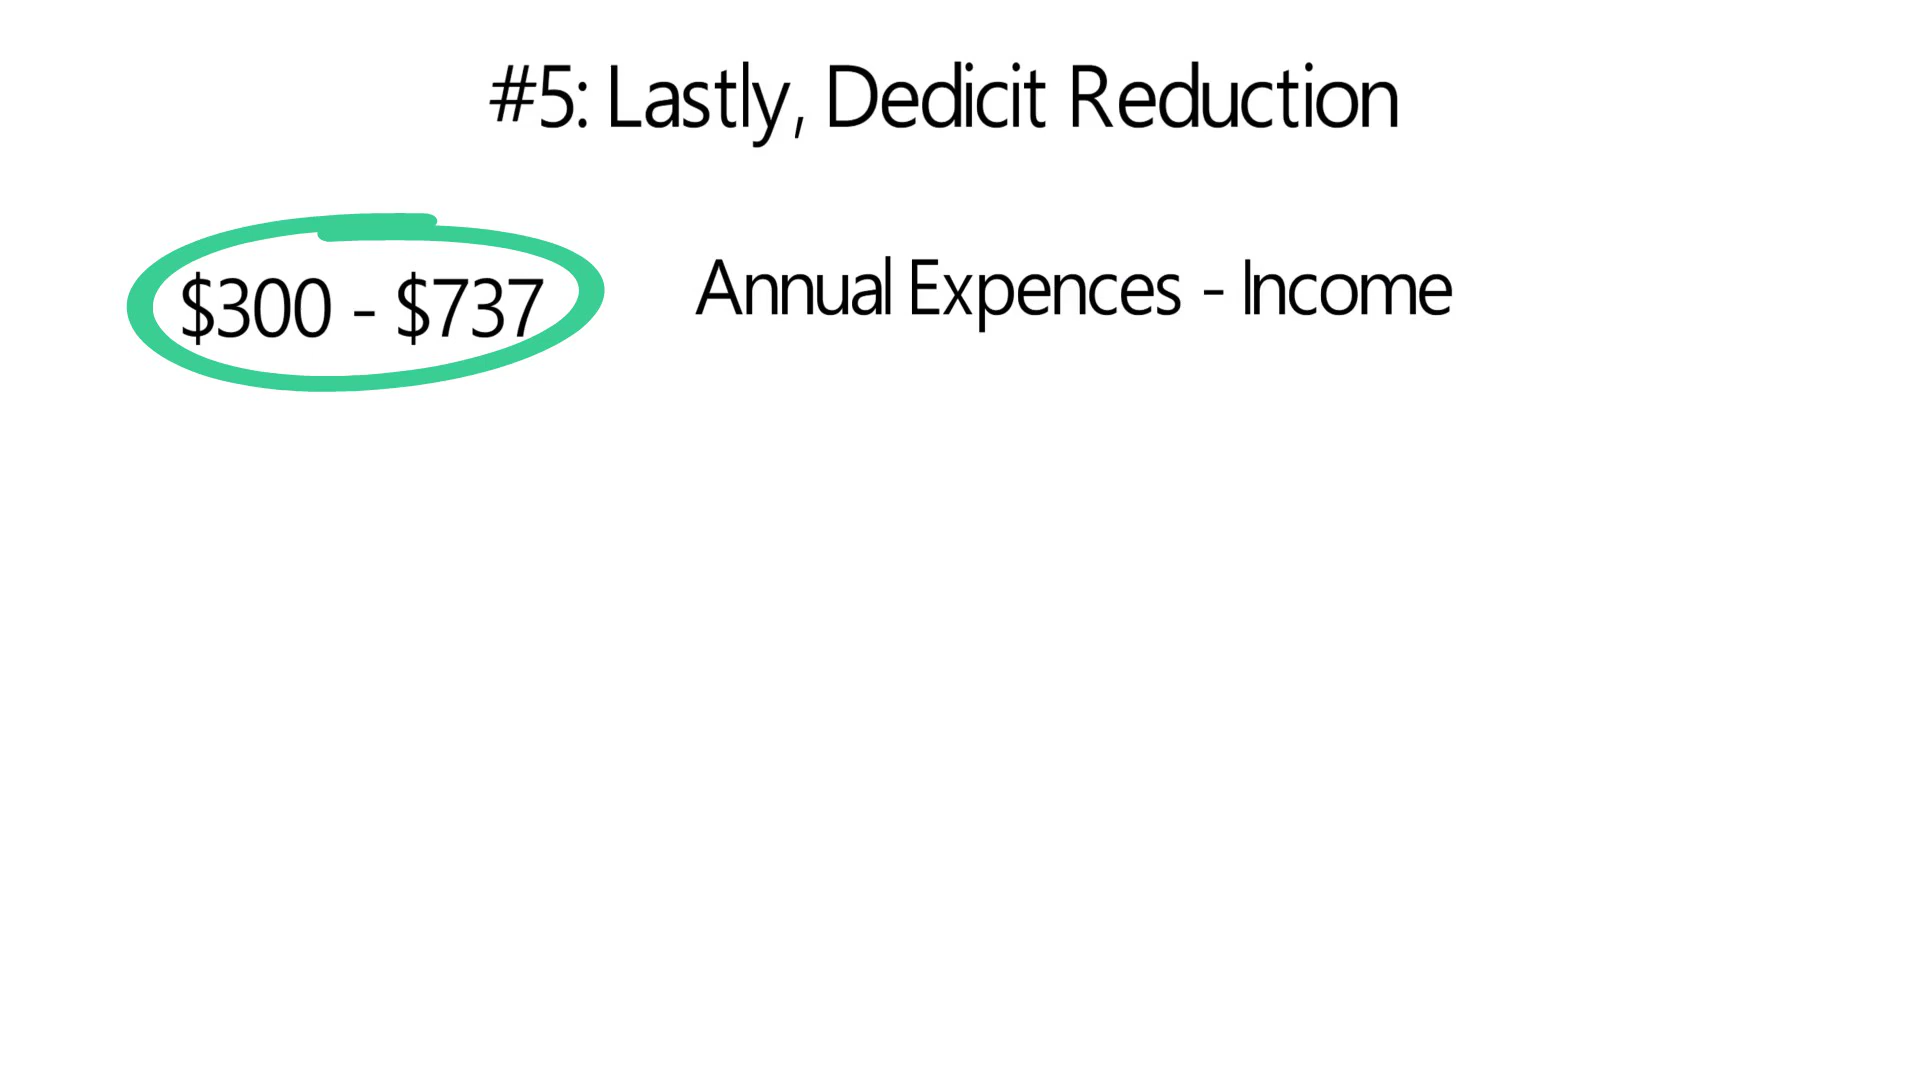 #5: Lastly, Dedicit Reduction
$300 - $737
Annual Expences - Income